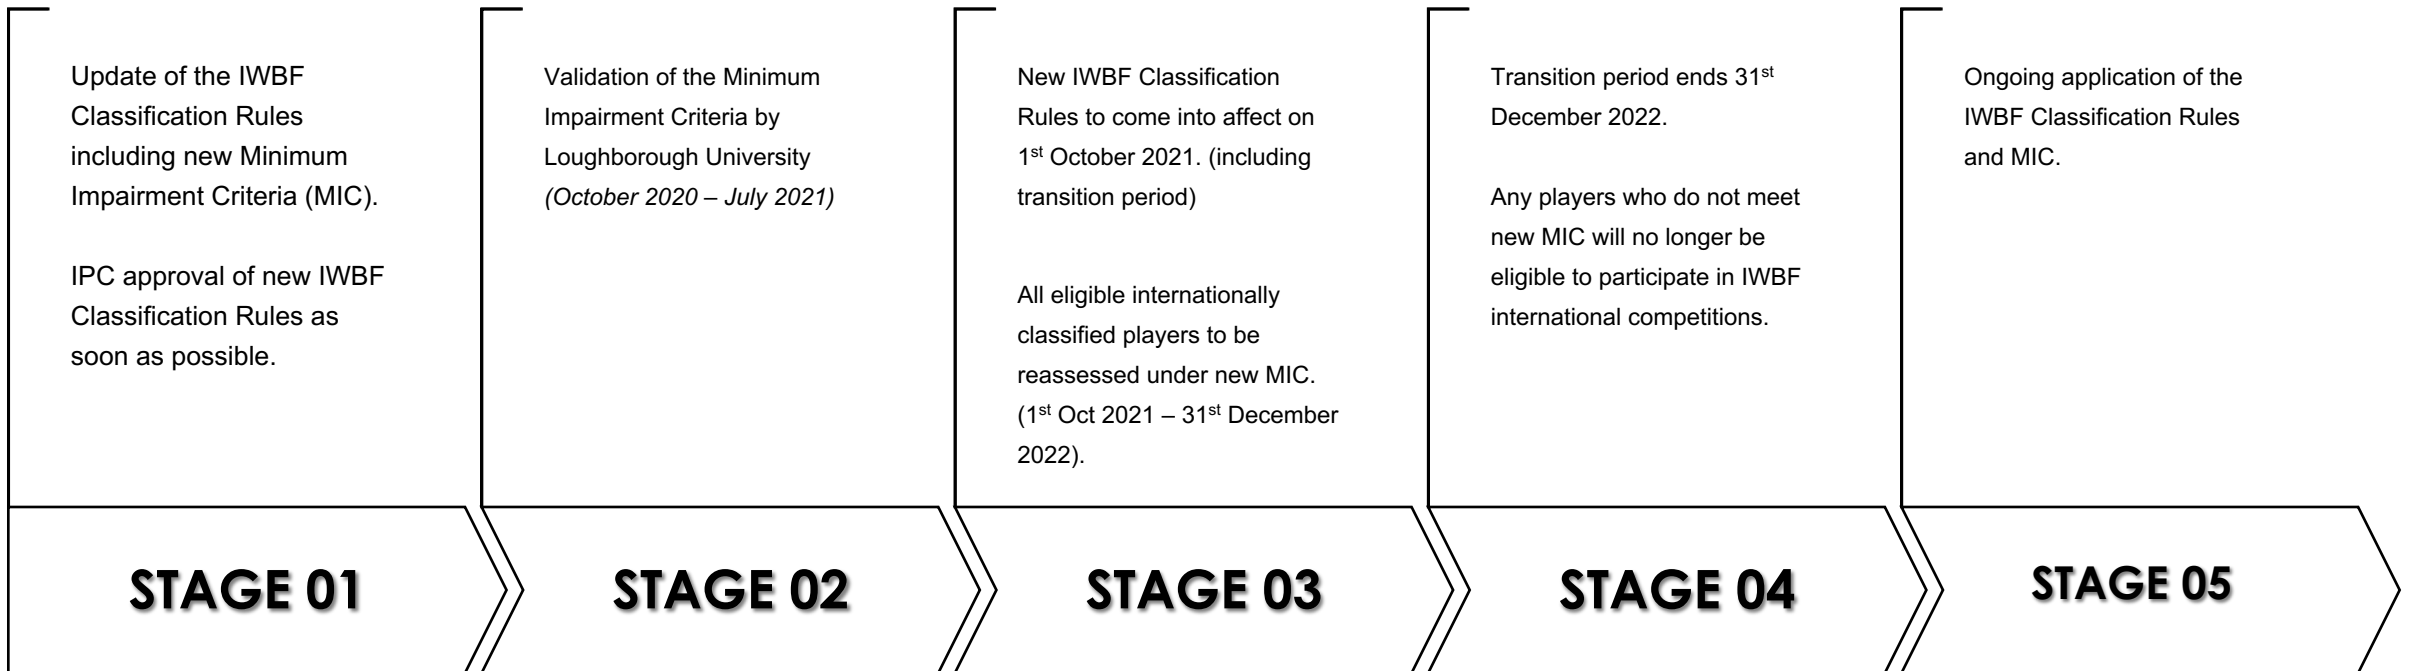 Update of the IWBF
Classification Rules
including new Minimum
Impairment Criteria (MIC).
IPC approval of new IWBF
Classification Rules as
soon as possible.
STAGE 01
Validation of the Minimum
Impairment Criteria by
Loughborough University
(October 2020 – July 2021)
STAGE 02
New IWBF Classification
Rules to come into affect on
1st October 2021. (including
transition period)
All eligible internationally
classified players to be
reassessed under new MIC.
(1st Oct 2021 – 31st December
2022).
STAGE 03
Transition period ends 31st
December 2022.
Any players who do not meet
new MIC will no longer be
eligible to participate in IWBF
international competitions.
STAGE 04
Ongoing application of the
IWBF Classification Rules
and MIC.
STAGE 05